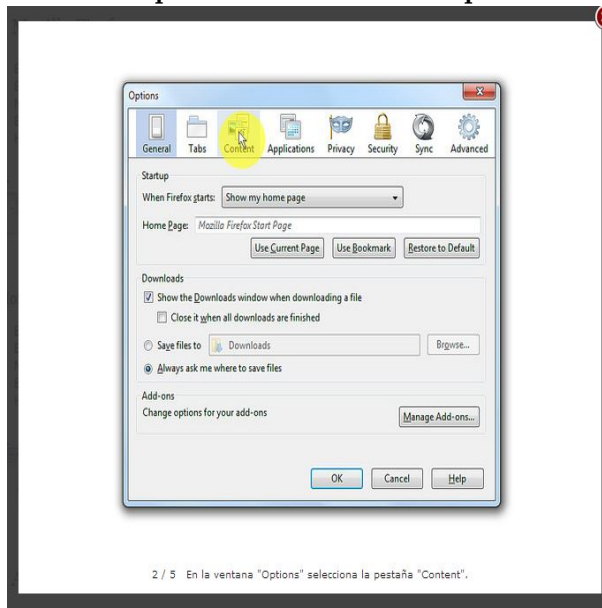 Options
General Tabs Content Applications Privacy Security Sync Advanced
Startup
When Firefox starts: Show my home page
Home Page: Mozilla Firefox Start Page
Use Current Page Use Bookmark Restore to Default
Downloads
Show the Downloads window when downloading a file
Close it when all downloads are finished
Save files to Downloads Browse...
Always ask me where to save files
Add-ons
Change options for your add-ons Manage Add-ons...
OK Cancel Help
2 / 5 En la ventana "Options" selecciona la pestaña "Content".